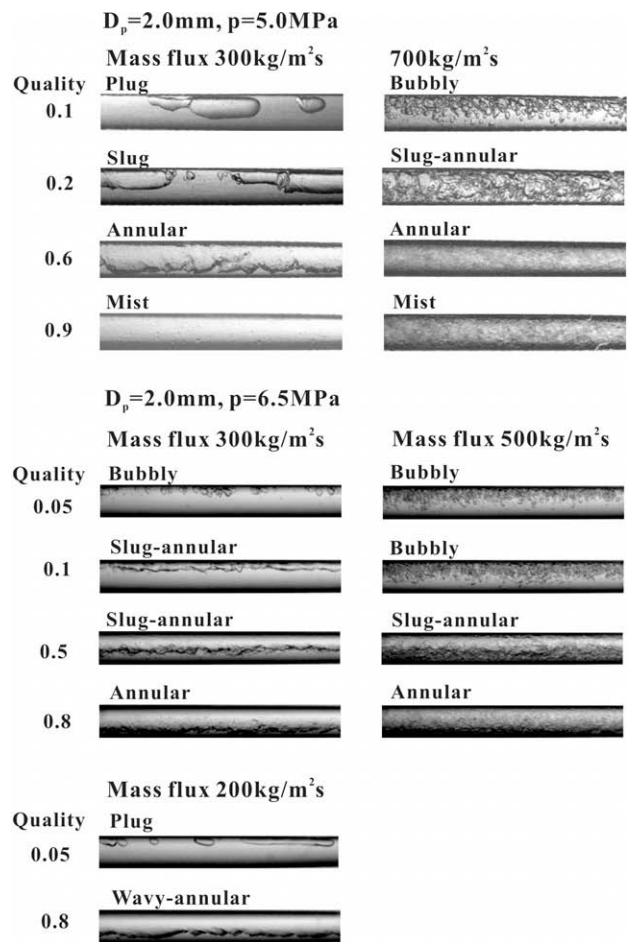 Dₚ=2.0mm, p=5.0MPa
Mass flux 300kg/m²s 700kg/m²s
Quality Plug Bubbly
0.1
Slug Slug-annular
0.2
Annular Annular
0.6
Mist Mist
0.9
Dₚ=2.0mm, p=6.5MPa
Mass flux 300kg/m²s Mass flux 500kg/m²s
Quality Bubbly Bubbly
0.05
Slug-annular Bubbly
0.1
Slug-annular Slug-annular
0.5
Annular Annular
0.8
Mass flux 200kg/m²s
Quality Plug
0.05
Wavy-annular
0.8